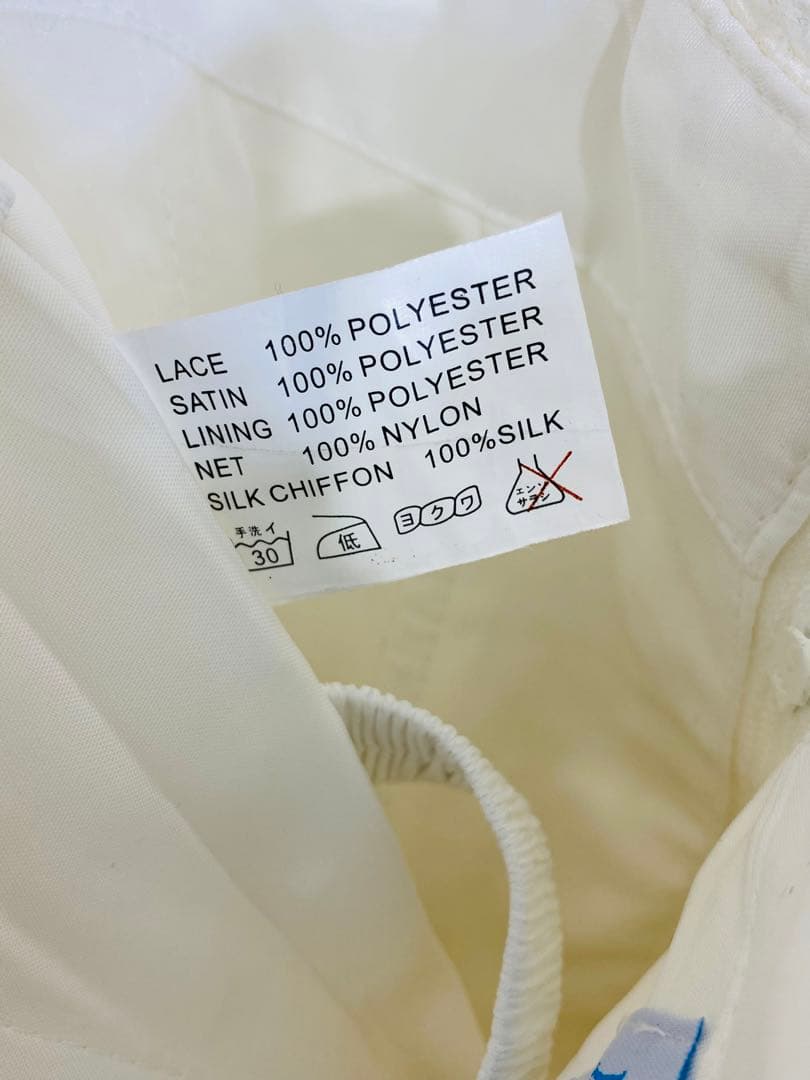 LACE 100% POLYESTER
SATIN 100% POLYESTER
LINING 100% POLYESTER
NET 100% NYLON
SILK CHIFFON 100%SILK
手洗イ
30
低
ヨクワ
エンソ
サラシ